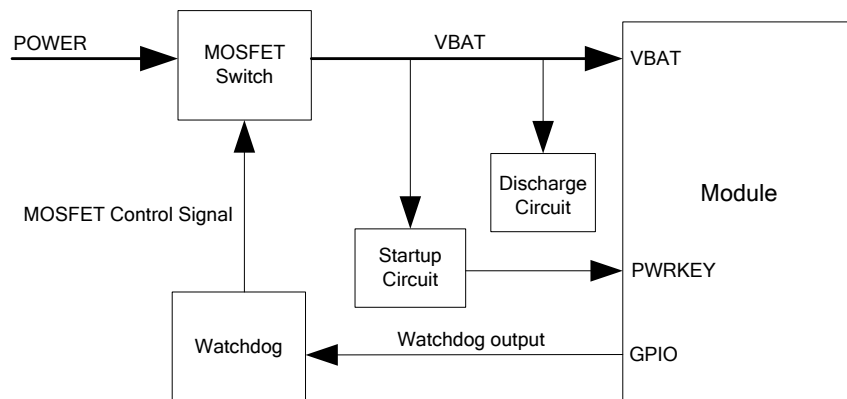 POWER
MOSFET
Switch
VBAT
VBAT
Discharge
Circuit
Module
MOSFET Control Signal
Startup
Circuit
PWRKEY
Watchdog
Watchdog output
GPIO